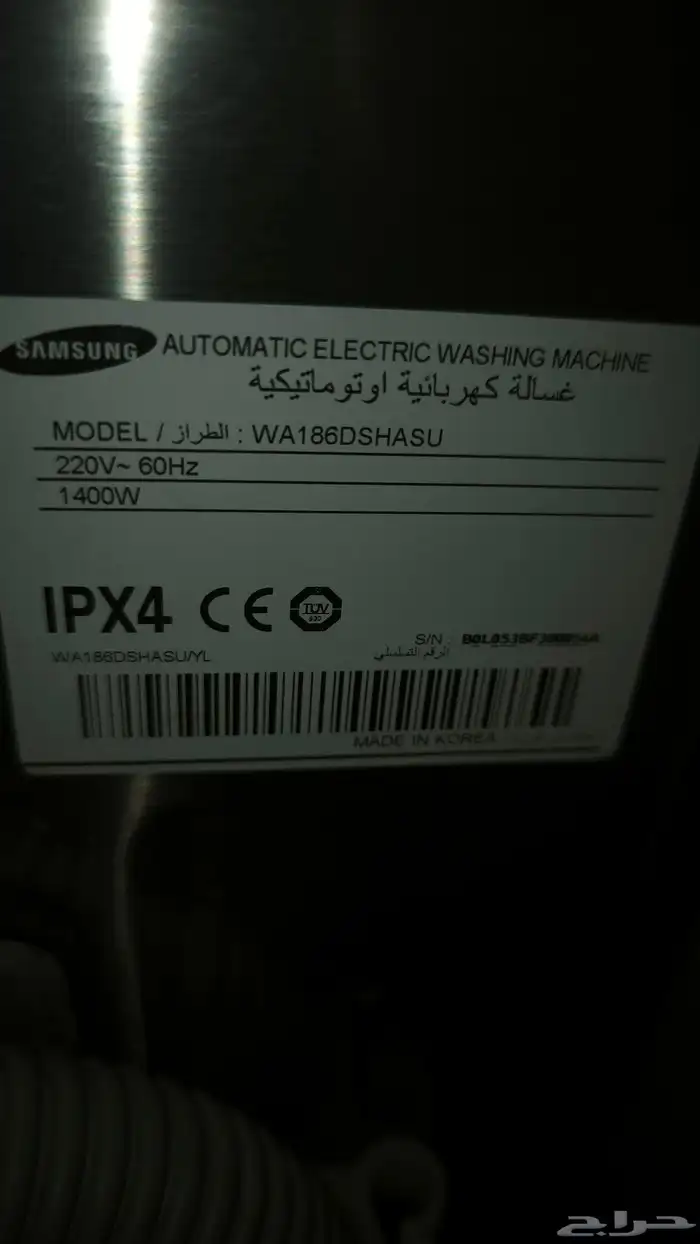 SAMSUNG AUTOMATIC ELECTRIC WASHING MACHINE
غسالة كهربائية اوتوماتيكية
MODEL / الطراز : WA186DSHASU
220V~ 60Hz
1400W
IPX4 CE TÜV
S/N :
WA186DSHASU/YL الرقم التسلسلي
MADE IN KOREA
حراج